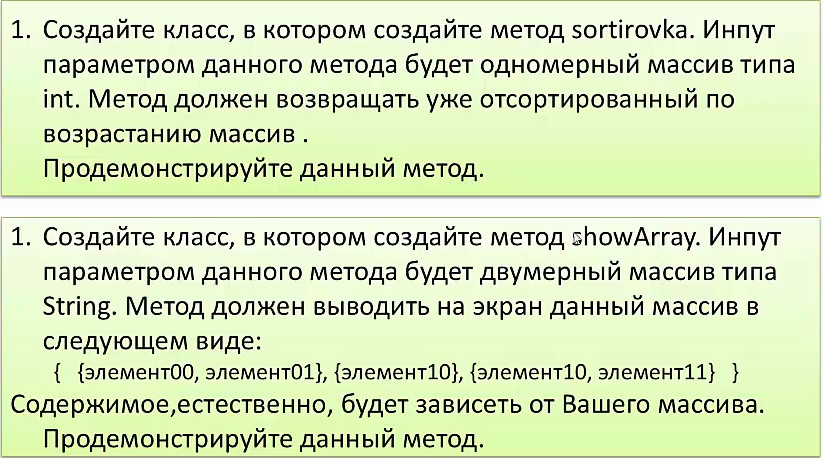 1. Создайте класс, в котором создайте метод sortirovka. Инпут
параметром данного метода будет одномерный массив типа
int. Метод должен возвращать уже отсортированный по
возрастанию массив .
Продемонстрируйте данный метод.
1. Создайте класс, в котором создайте метод showArray. Инпут
параметром данного метода будет двумерный массив типа
String. Метод должен выводить на экран данный массив в
следующем виде:
{ {элемент00, элемент01}, {элемент10}, {элемент10, элемент11} }
Содержимое,естественно, будет зависеть от Вашего массива.
Продемонстрируйте данный метод.